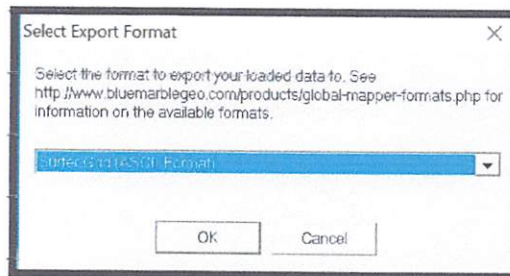 Select Export Format
Select the format to export your loaded data to. See
http://www.bluemarblegeo.com/products/global-mapper-formats.php for
information on the available formats.
Surfer Grid (ASCII Format)
OK
Cancel